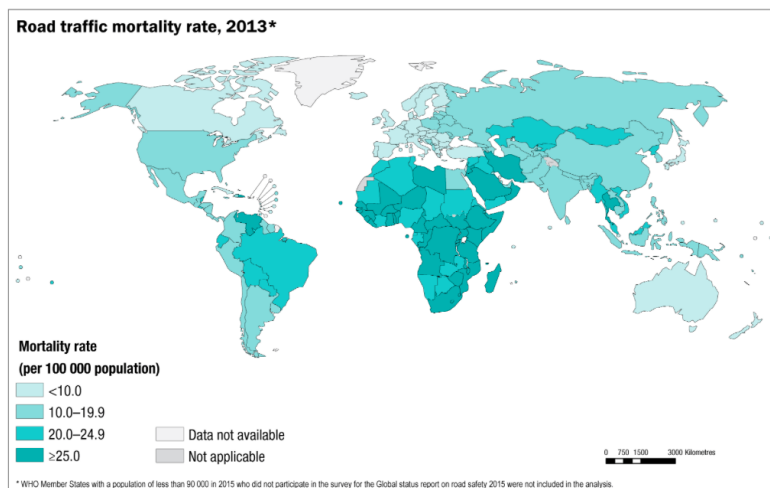 Road traffic mortality rate, 2013*
Mortality rate
(per 100 000 population)
<10.0
10.0–19.9
20.0–24.9
≥25.0
Data not available
Not applicable
0 750 1500 3000 Kilometres
* WHO Member States with a population of less than 90 000 in 2015 who did not participate in the survey for the Global status report on road safety 2015 were not included in the analysis.